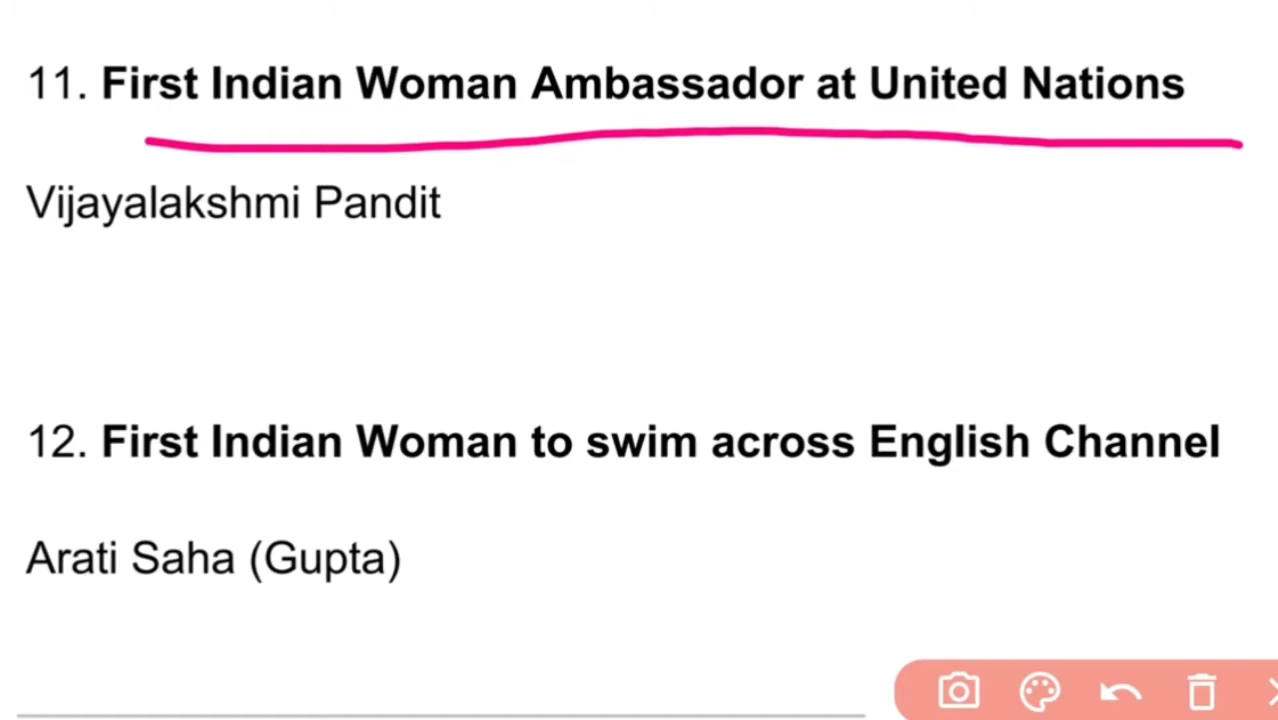 11. First Indian Woman Ambassador at United Nations
Vijayalakshmi Pandit
12. First Indian Woman to swim across English Channel
Arati Saha (Gupta)